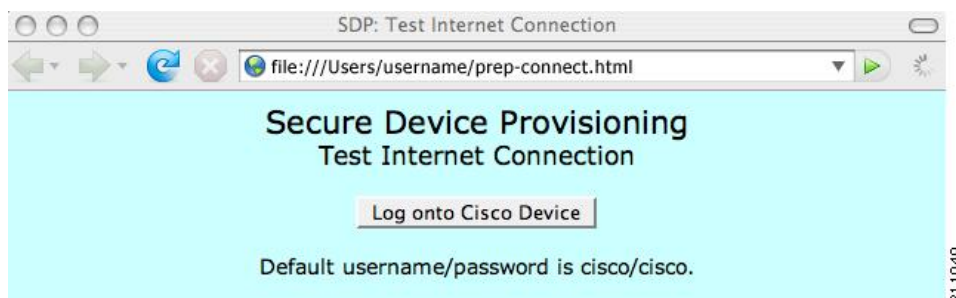 SDP: Test Internet Connection
file:///Users/username/prep-connect.html
Secure Device Provisioning
Test Internet Connection
Log onto Cisco Device
Default username/password is cisco/cisco.